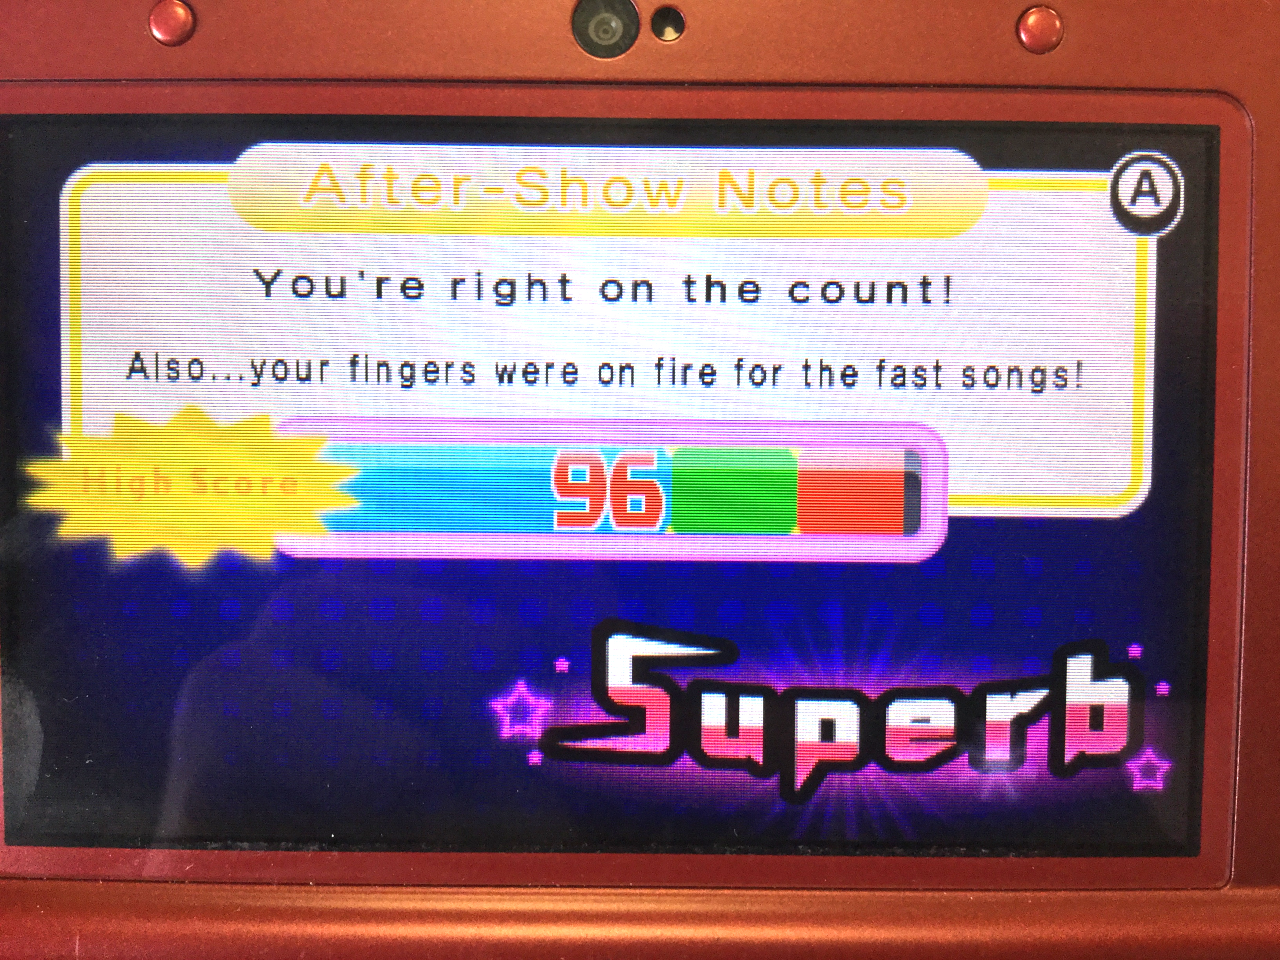 After-Show Notes
A
You're right on the count!
Also...your fingers were on fire for the fast songs!
High Score
96
Superb